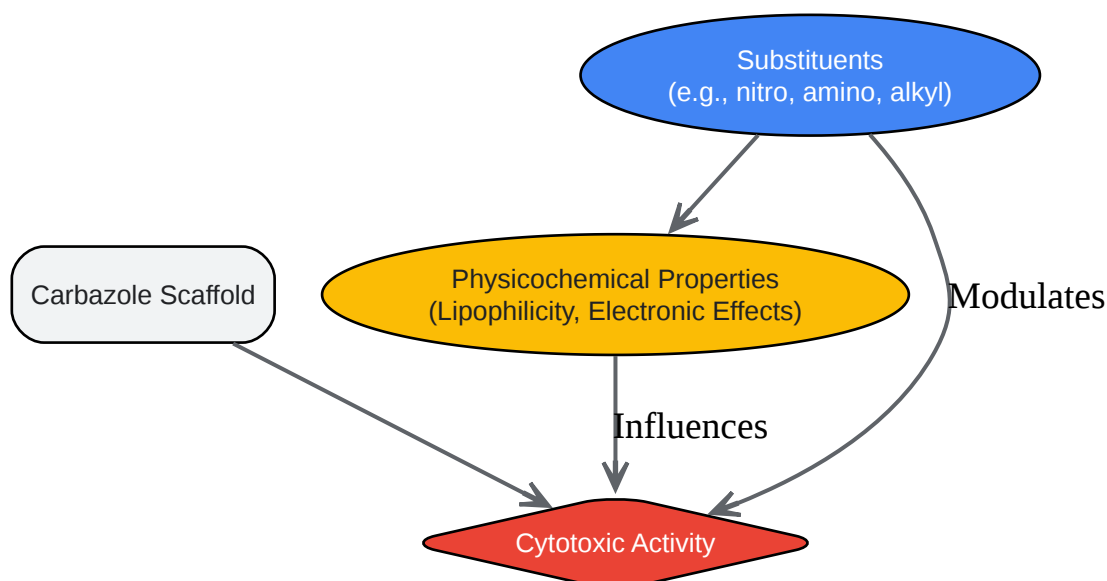 Substituents
(e.g., nitro, amino, alkyl)
Carbazole Scaffold
Physicochemical Properties
(Lipophilicity, Electronic Effects)
Modulates
Influences
Cytotoxic Activity